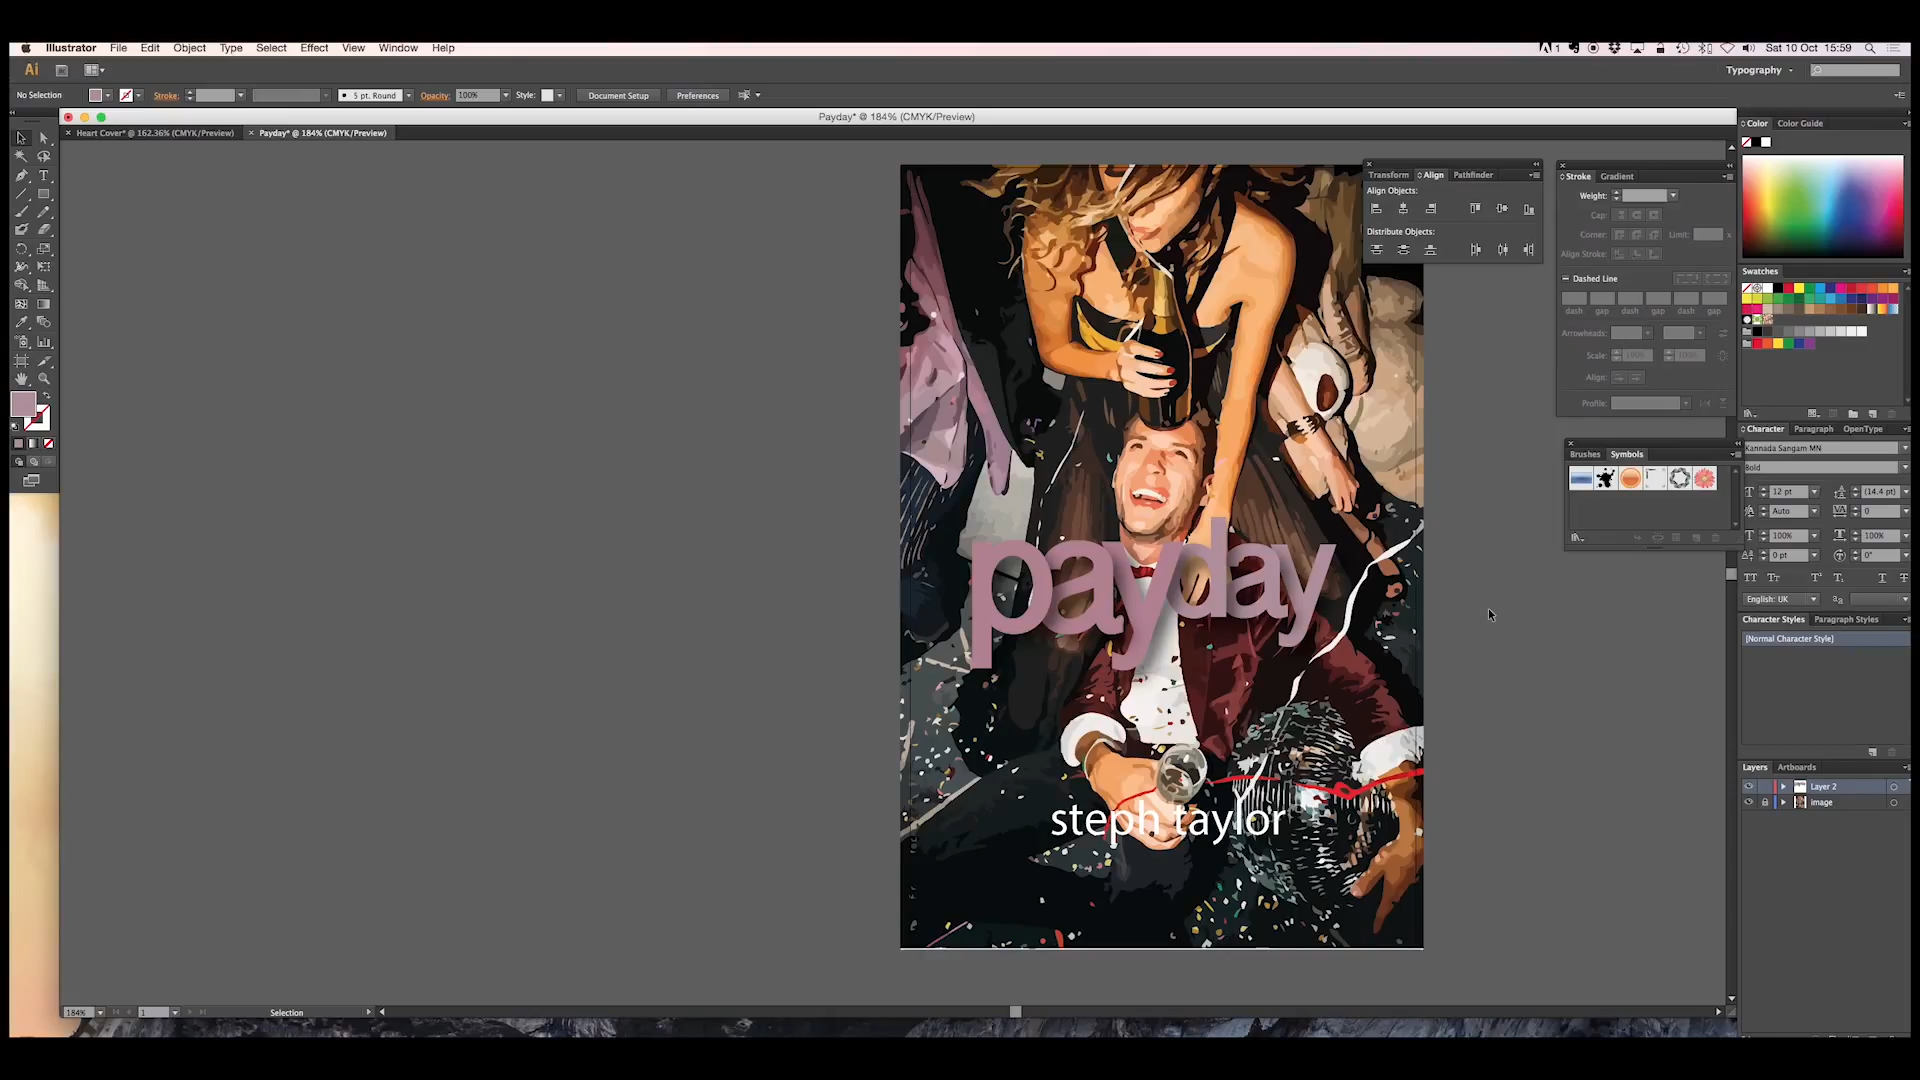 Illustrator File Edit Object Type Select Effect View Window Help
1 Sat 10 Oct 15:59
Ai
Typography
No Selection Stroke: 5 pt. Round Opacity: 100% Style: Document Setup Preferences
Payday* @ 184% (CMYK/Preview)
Heart Cover* @ 162.36% (CMYK/Preview) Payday* @ 184% (CMYK/Preview)
Color Color Guide
Transform Align Pathfinder
Align Objects:
Distribute Objects:
Stroke Gradient
Weight:
Cap:
Corner: Limit: x
Align Stroke:
Dashed Line
dash gap dash gap dash gap
Arrowheads:
Scale: 100% 100%
Align:
Profile:
Swatches
Brushes Symbols
Character Paragraph OpenType
Kannada Sangam MN
Bold
12 pt (14.4 pt)
Auto 0
100% 100%
0 pt 0°
English: UK
Character Styles Paragraph Styles
[Normal Character Style]
Layers Artboards
Layer 2
image
payday
steph taylor
184% 1 Selection